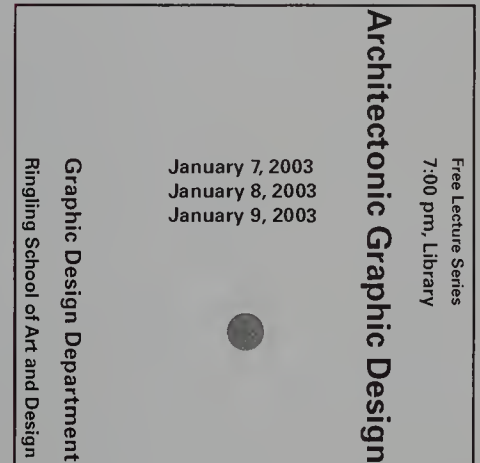 Free Lecture Series
7:00 pm, Library
Architectonic Graphic Design
January 7, 2003
January 8, 2003
January 9, 2003
Graphic Design Department
Ringling School of Art and Design